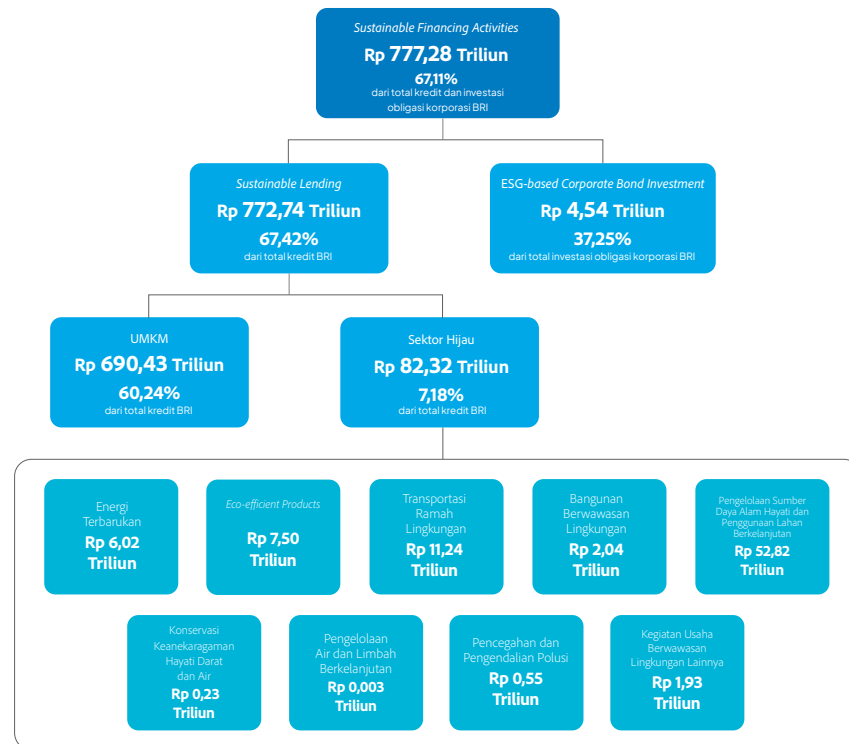 Sustainable Financing Activities
Rp 777,28 Triliun
67,11%
dari total kredit dan investasi
obligasi korporasi BRI
Sustainable Lending
Rp 772,74 Triliun
67,42%
dari total kredit BRI
ESG-based Corporate Bond Investment
Rp 4,54 Triliun
37,25%
dari total investasi obligasi korporasi BRI
UMKM
Rp 690,43 Triliun
60,24%
dari total kredit BRI
Sektor Hijau
Rp 82,32 Triliun
7,18%
dari total kredit BRI
Energi
Terbarukan
Rp 6,02
Triliun
Eco-efficient Products
Rp 7,50
Triliun
Transportasi
Ramah
Lingkungan
Rp 11,24
Triliun
Bangunan
Berwawasan
Lingkungan
Rp 2,04
Triliun
Pengelolaan Sumber
Daya Alam Hayati dan
Penggunaan Lahan
Berkelanjutan
Rp 52,82
Triliun
Konservasi
Keanekaragaman
Hayati Darat
dan Air
Rp 0,23
Triliun
Pengelolaan
Air dan Limbah
Berkelanjutan
Rp 0,003
Triliun
Pencegahan dan
Pengendalian Polusi
Rp 0,55
Triliun
Kegiatan Usaha
Berwawasan
Lingkungan Lainnya
Rp 1,93
Triliun